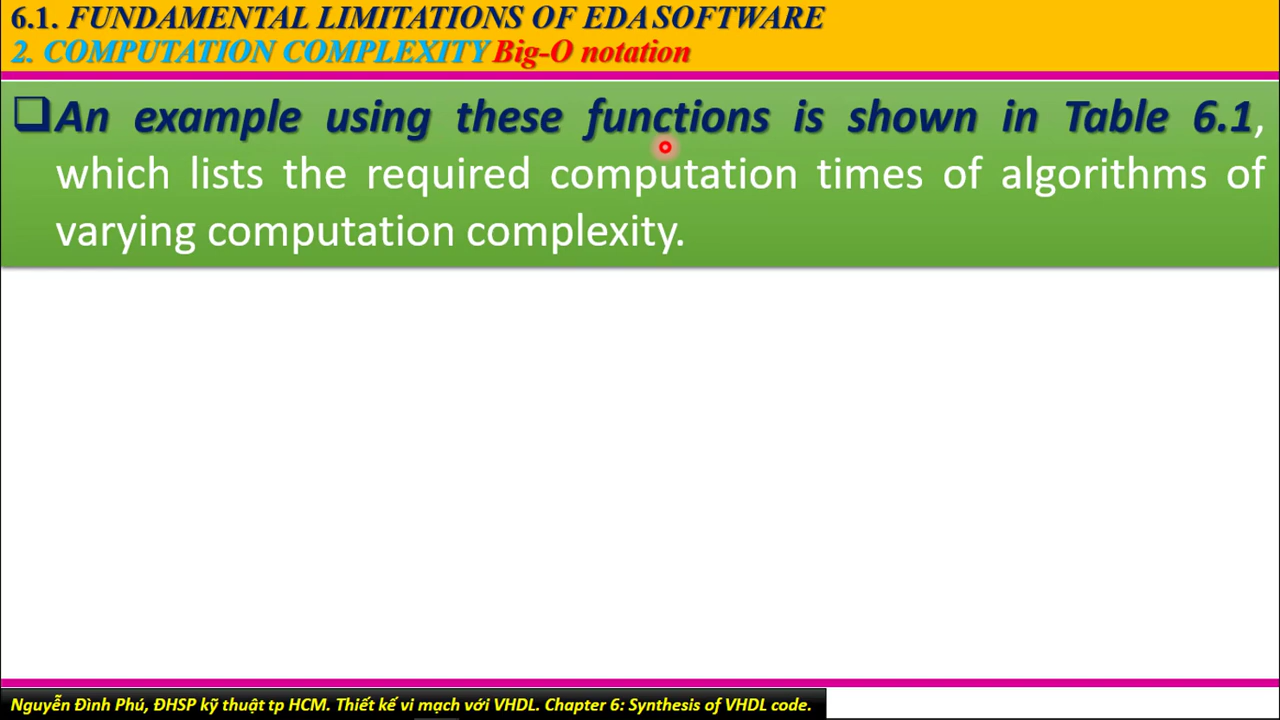 6.1. FUNDAMENTAL LIMITATIONS OF EDA SOFTWARE
2. COMPUTATION COMPLEXITY Big-O notation
An example using these functions is shown in Table 6.1,
which lists the required computation times of algorithms of
varying computation complexity.
Nguyễn Đình Phú, ĐHSP kỹ thuật tp HCM. Thiết kế vi mạch với VHDL. Chapter 6: Synthesis of VHDL code.